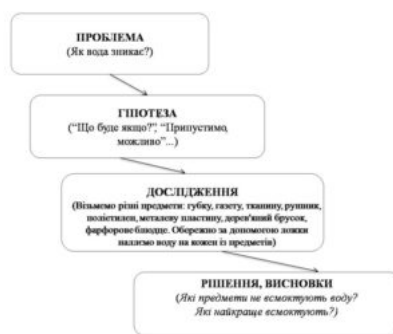 ПРОБЛЕМА
(Як вода зникає?)
ГІПОТЕЗА
("Що буде якщо?", "Припустимо,
можливо"...)
ДОСЛІДЖЕННЯ
(Візьмемо різні предмети: губку, газету, тканину, рушник,
поліетилен, металеву пластину, дерев'яний брусок,
фарфорове блюдце. Обережно за допомогою ложки
наллємо воду на кожен із предметів)
РІШЕННЯ, ВИСНОВКИ
(Які предмети не всмоктують воду?
Які найкраще всмоктують?)